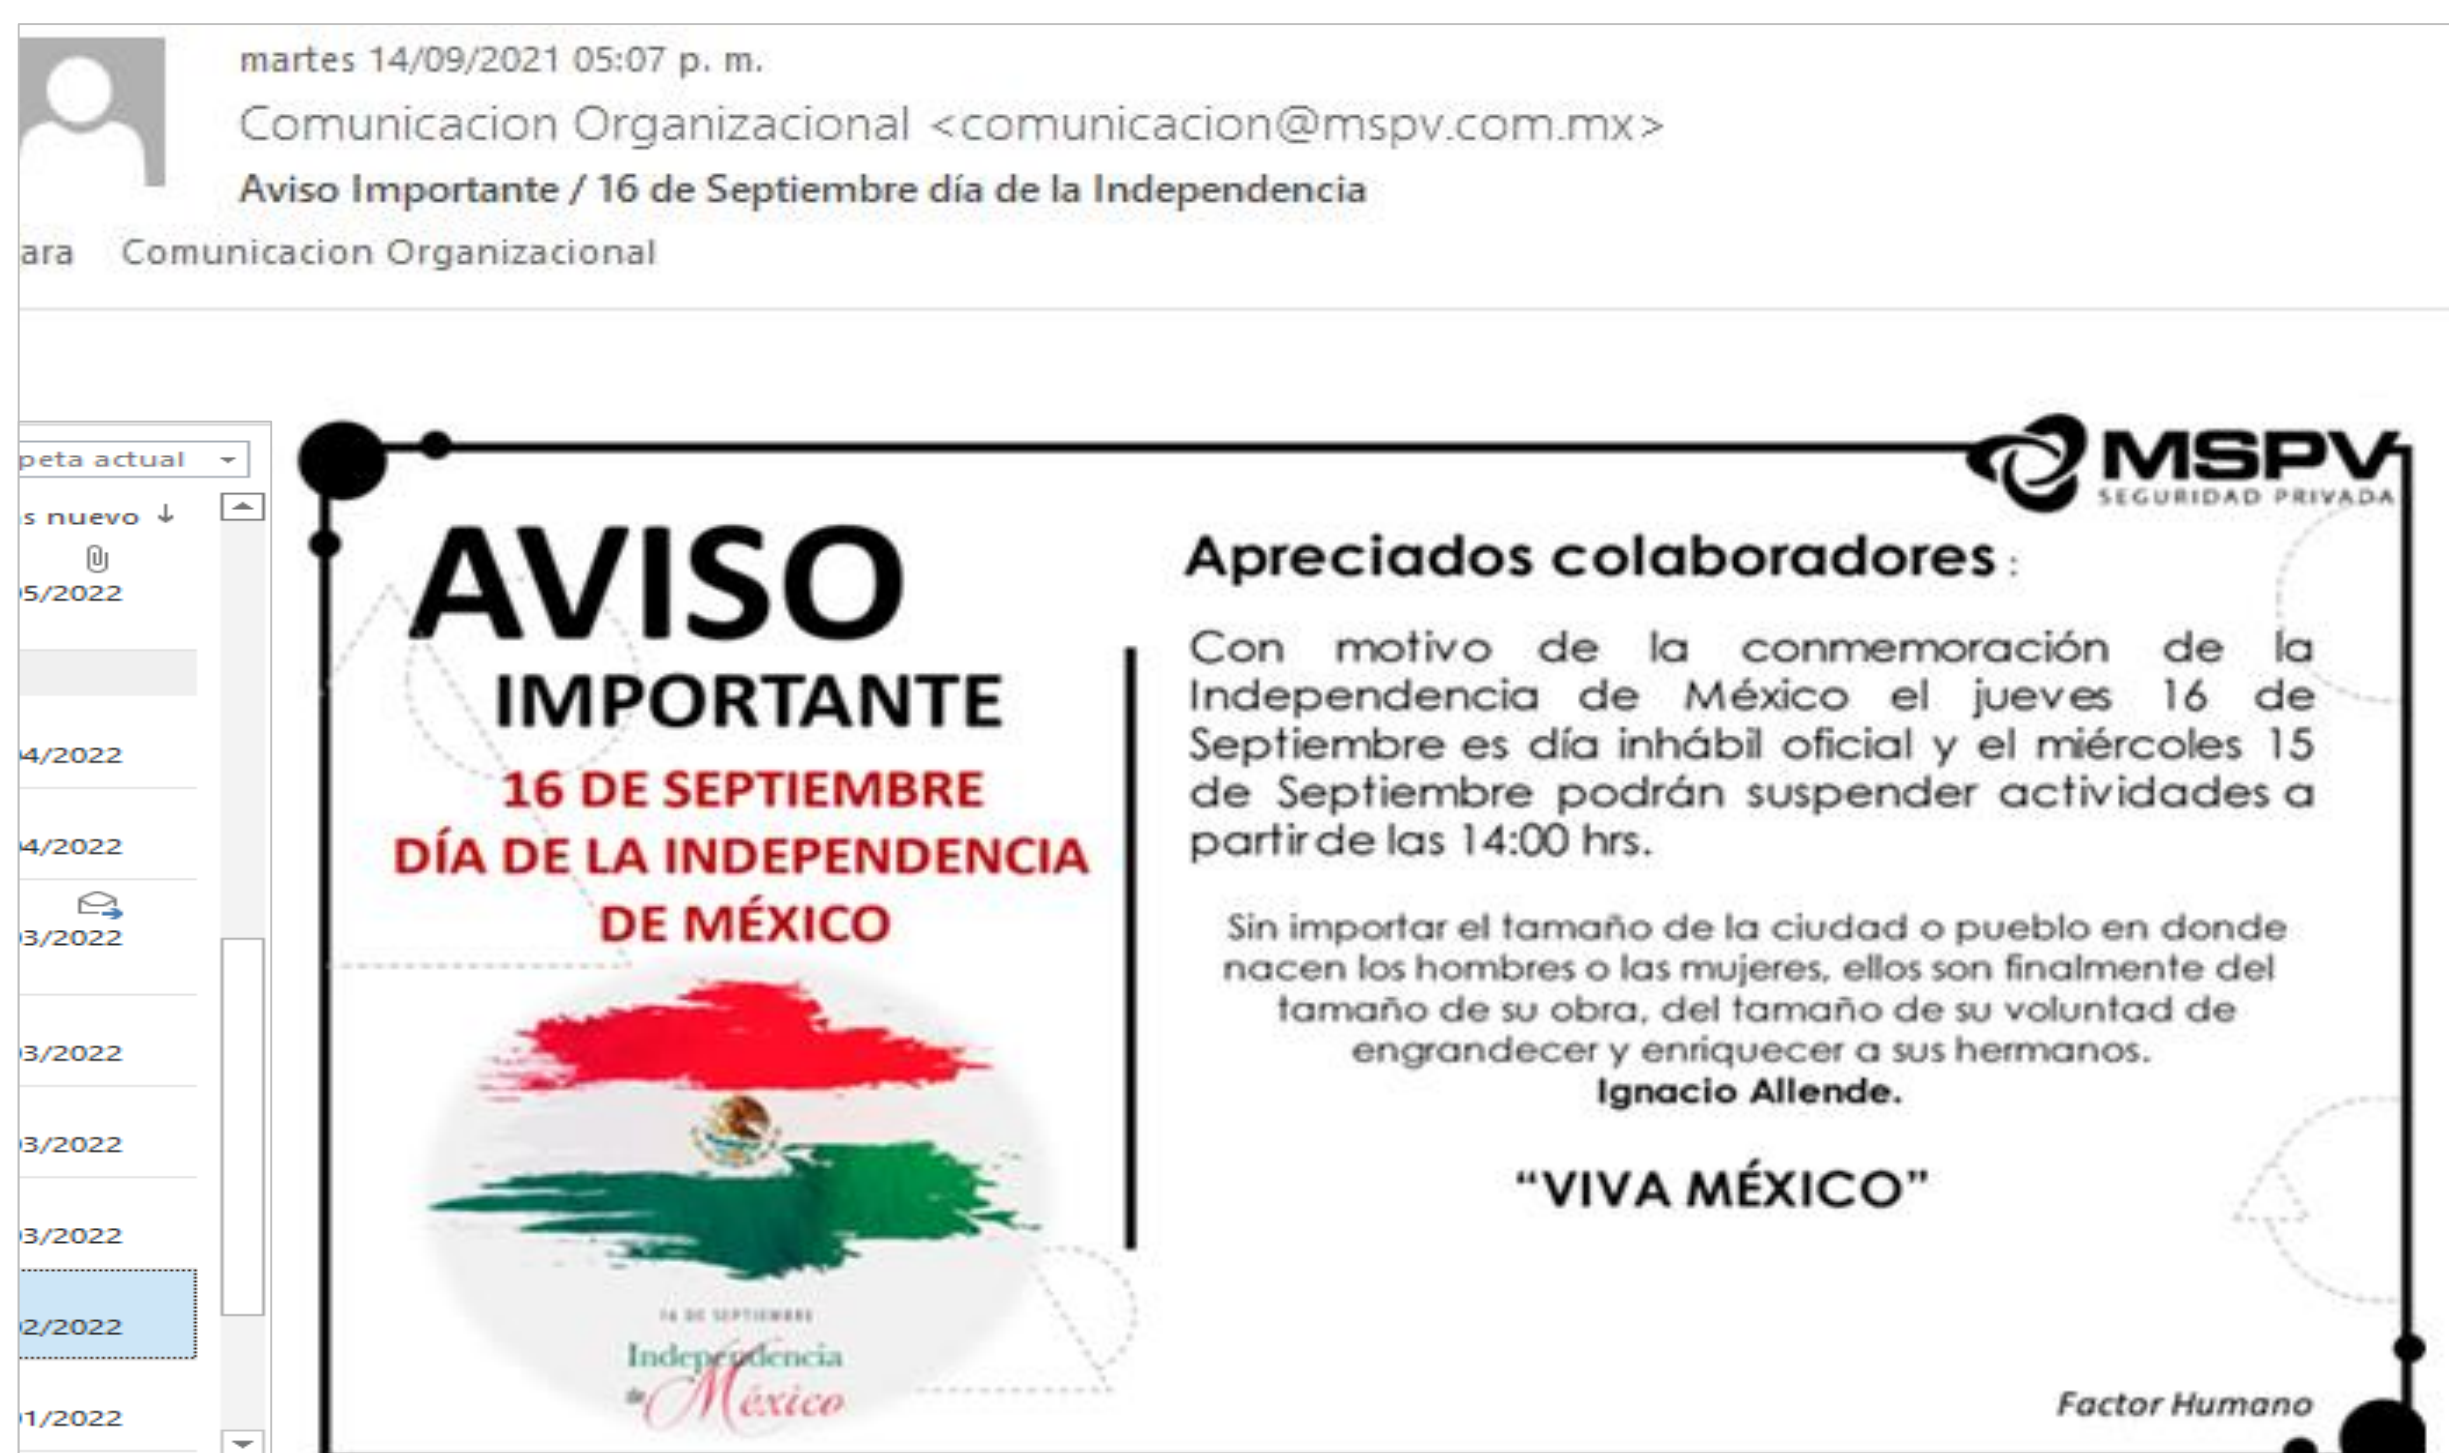 martes 14/09/2021 05:07 p. m.
Comunicacion Organizacional <comunicacion@mspv.com.mx>
Aviso Importante / 16 de Septiembre día de la Independencia
ara Comunicacion Organizacional
peta actual
s nuevo ↓
5/2022
4/2022
4/2022
3/2022
3/2022
3/2022
3/2022
2/2022
1/2022
MSPV
SEGURIDAD PRIVADA
AVISO
IMPORTANTE
16 DE SEPTIEMBRE
DÍA DE LA INDEPENDENCIA
DE MÉXICO
16 DE SEPTIEMBRE
Independencia
de México
Apreciados colaboradores :
Con motivo de la conmemoración de la
Independencia de México el jueves 16 de
Septiembre es día inhábil oficial y el miércoles 15
de Septiembre podrán suspender actividades a
partir de las 14:00 hrs.
Sin importar el tamaño de la ciudad o pueblo en donde
nacen los hombres o las mujeres, ellos son finalmente del
tamaño de su obra, del tamaño de su voluntad de
engrandecer y enriquecer a sus hermanos.
Ignacio Allende.
“VIVA MÉXICO”
Factor Humano